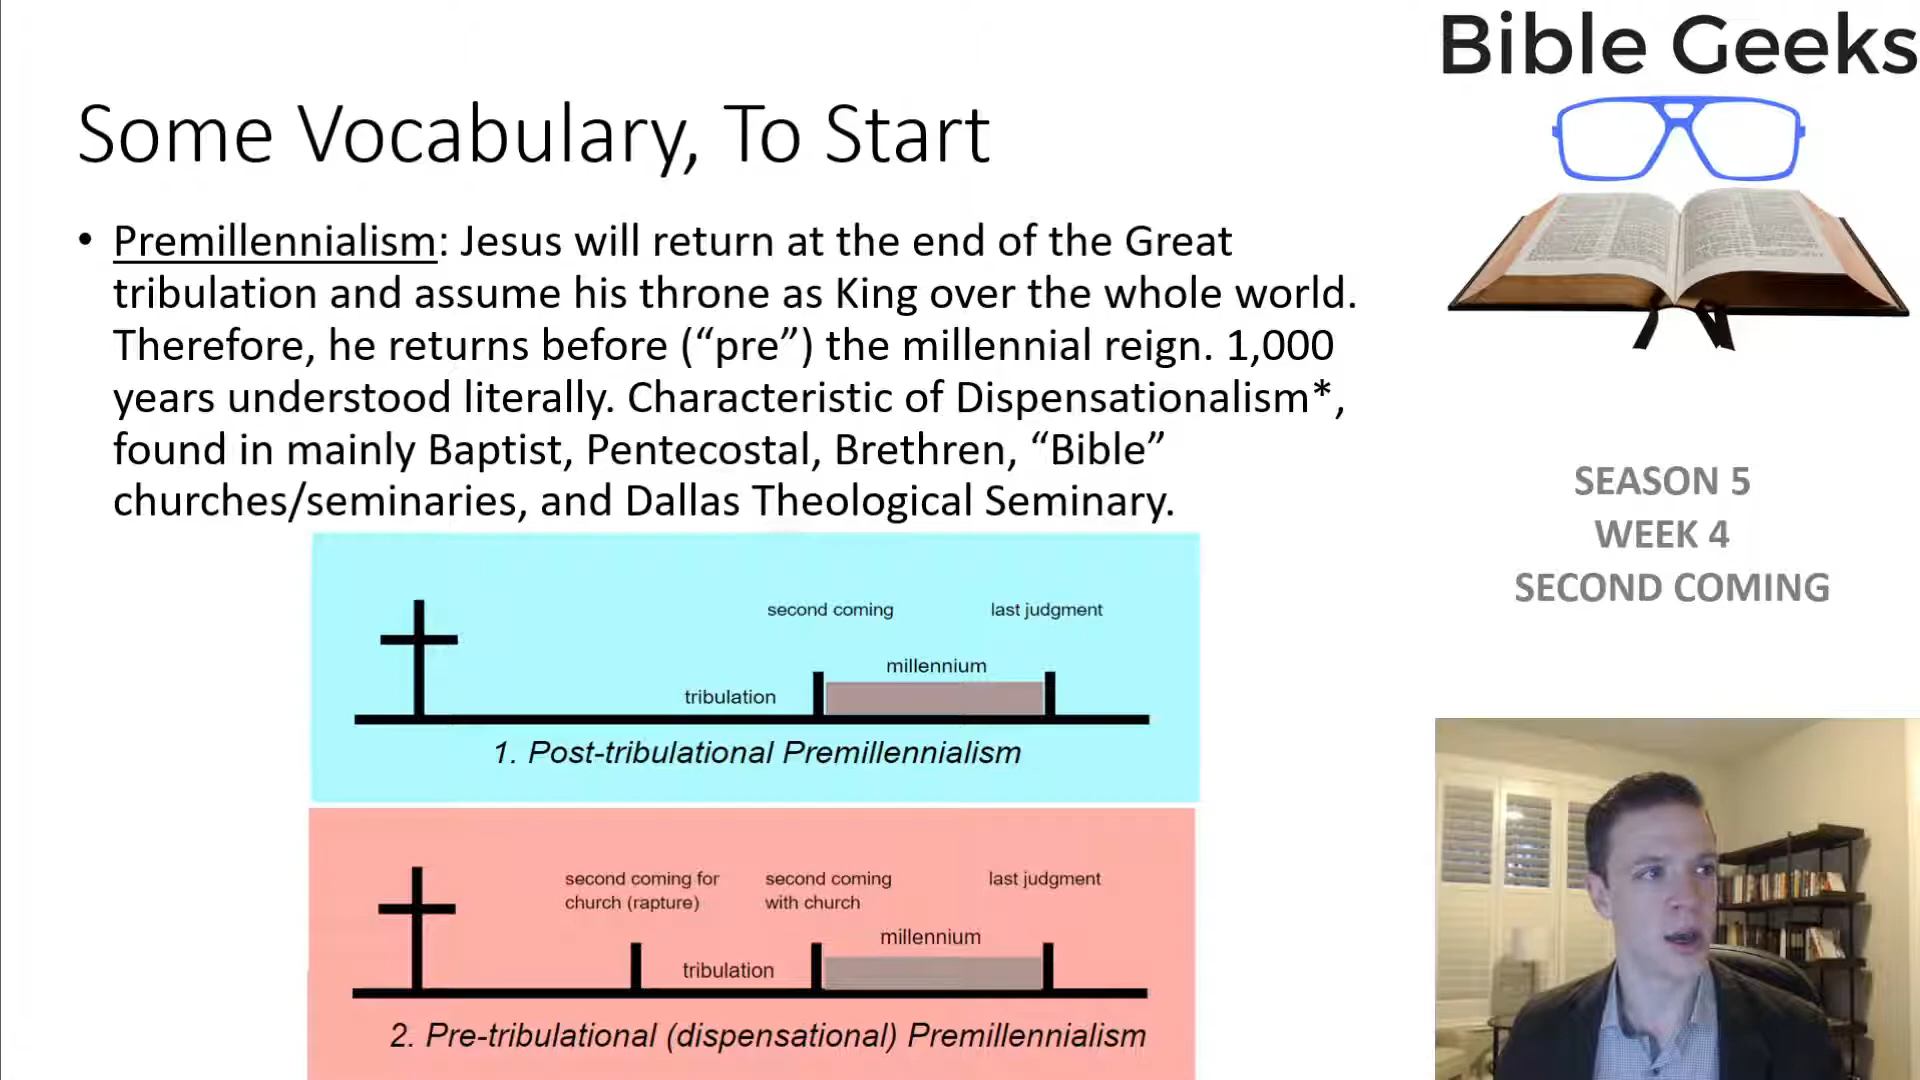 Bible Geeks
Some Vocabulary, To Start
• Premillennialism: Jesus will return at the end of the Great
tribulation and assume his throne as King over the whole world.
Therefore, he returns before (“pre”) the millennial reign. 1,000
years understood literally. Characteristic of Dispensationalism*,
found in mainly Baptist, Pentecostal, Brethren, “Bible”
churches/seminaries, and Dallas Theological Seminary.
second coming
last judgment
millennium
tribulation
1. Post-tribulational Premillennialism
second coming for
church (rapture)
second coming
with church
last judgment
millennium
tribulation
2. Pre-tribulational (dispensational) Premillennialism
SEASON 5
WEEK 4
SECOND COMING